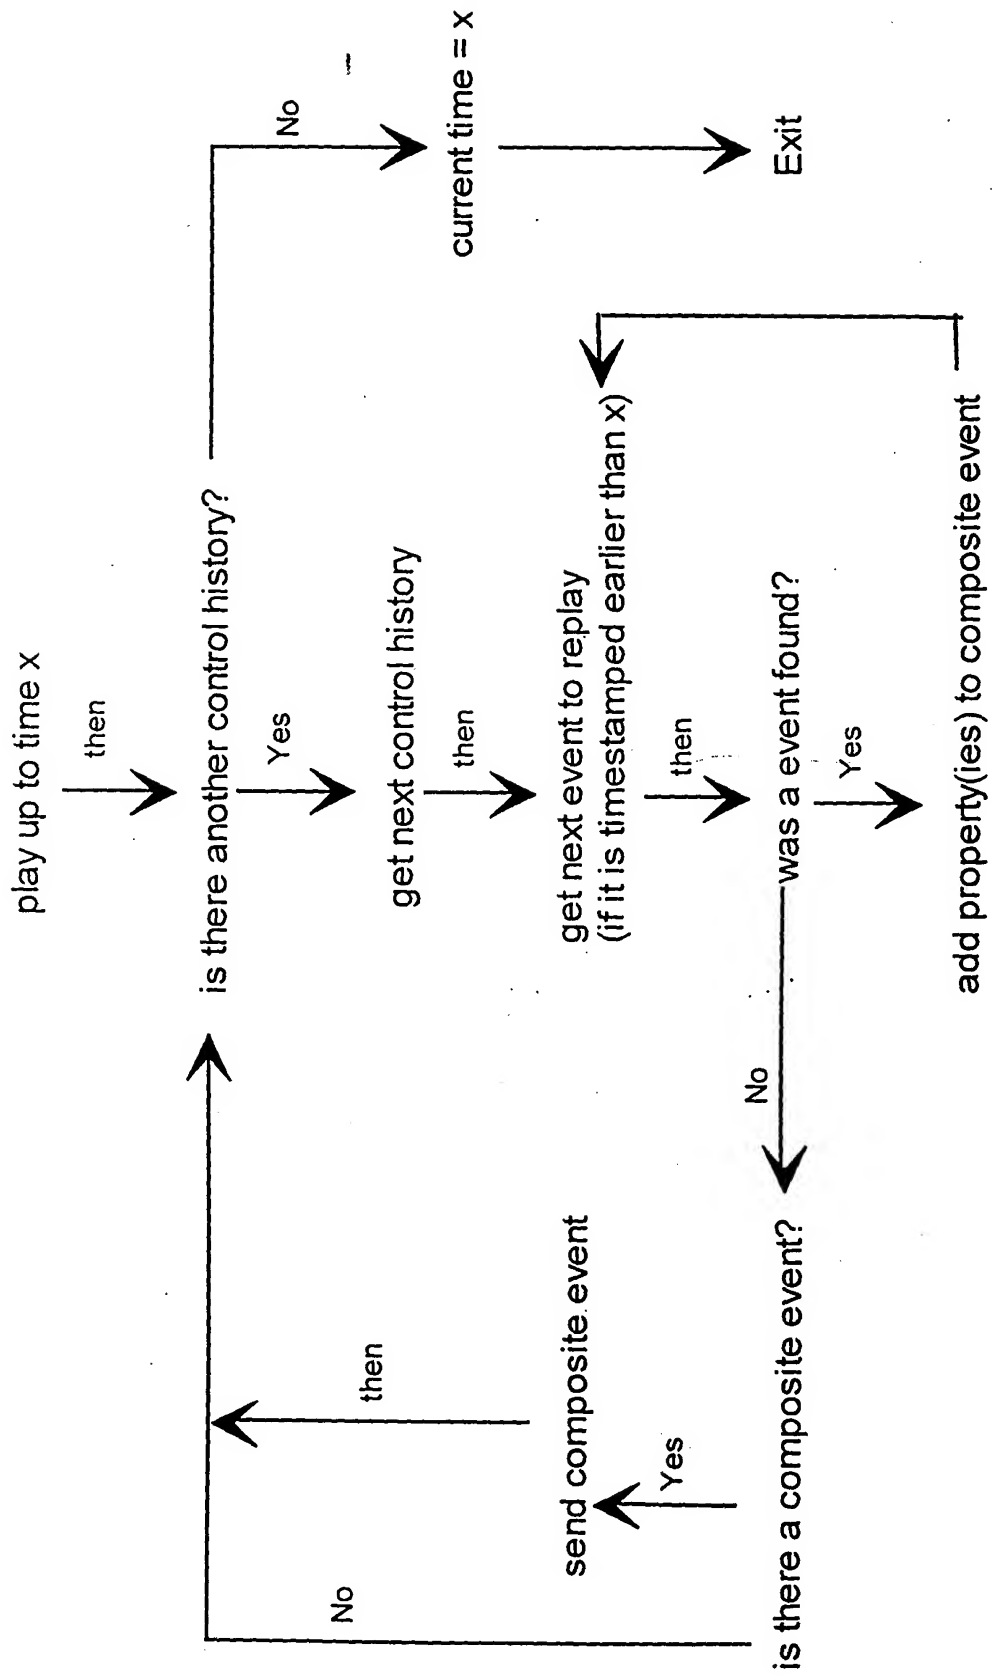 play up to time x
then
is there another control history?
No
Yes
get next control history
current time = x
then
get next event to replay
(if it is timestamped earlier than x)
then
was a event found?
Exit
No
Yes
add property(ies) to composite event
is there a composite event?
Yes
send composite event
then
No